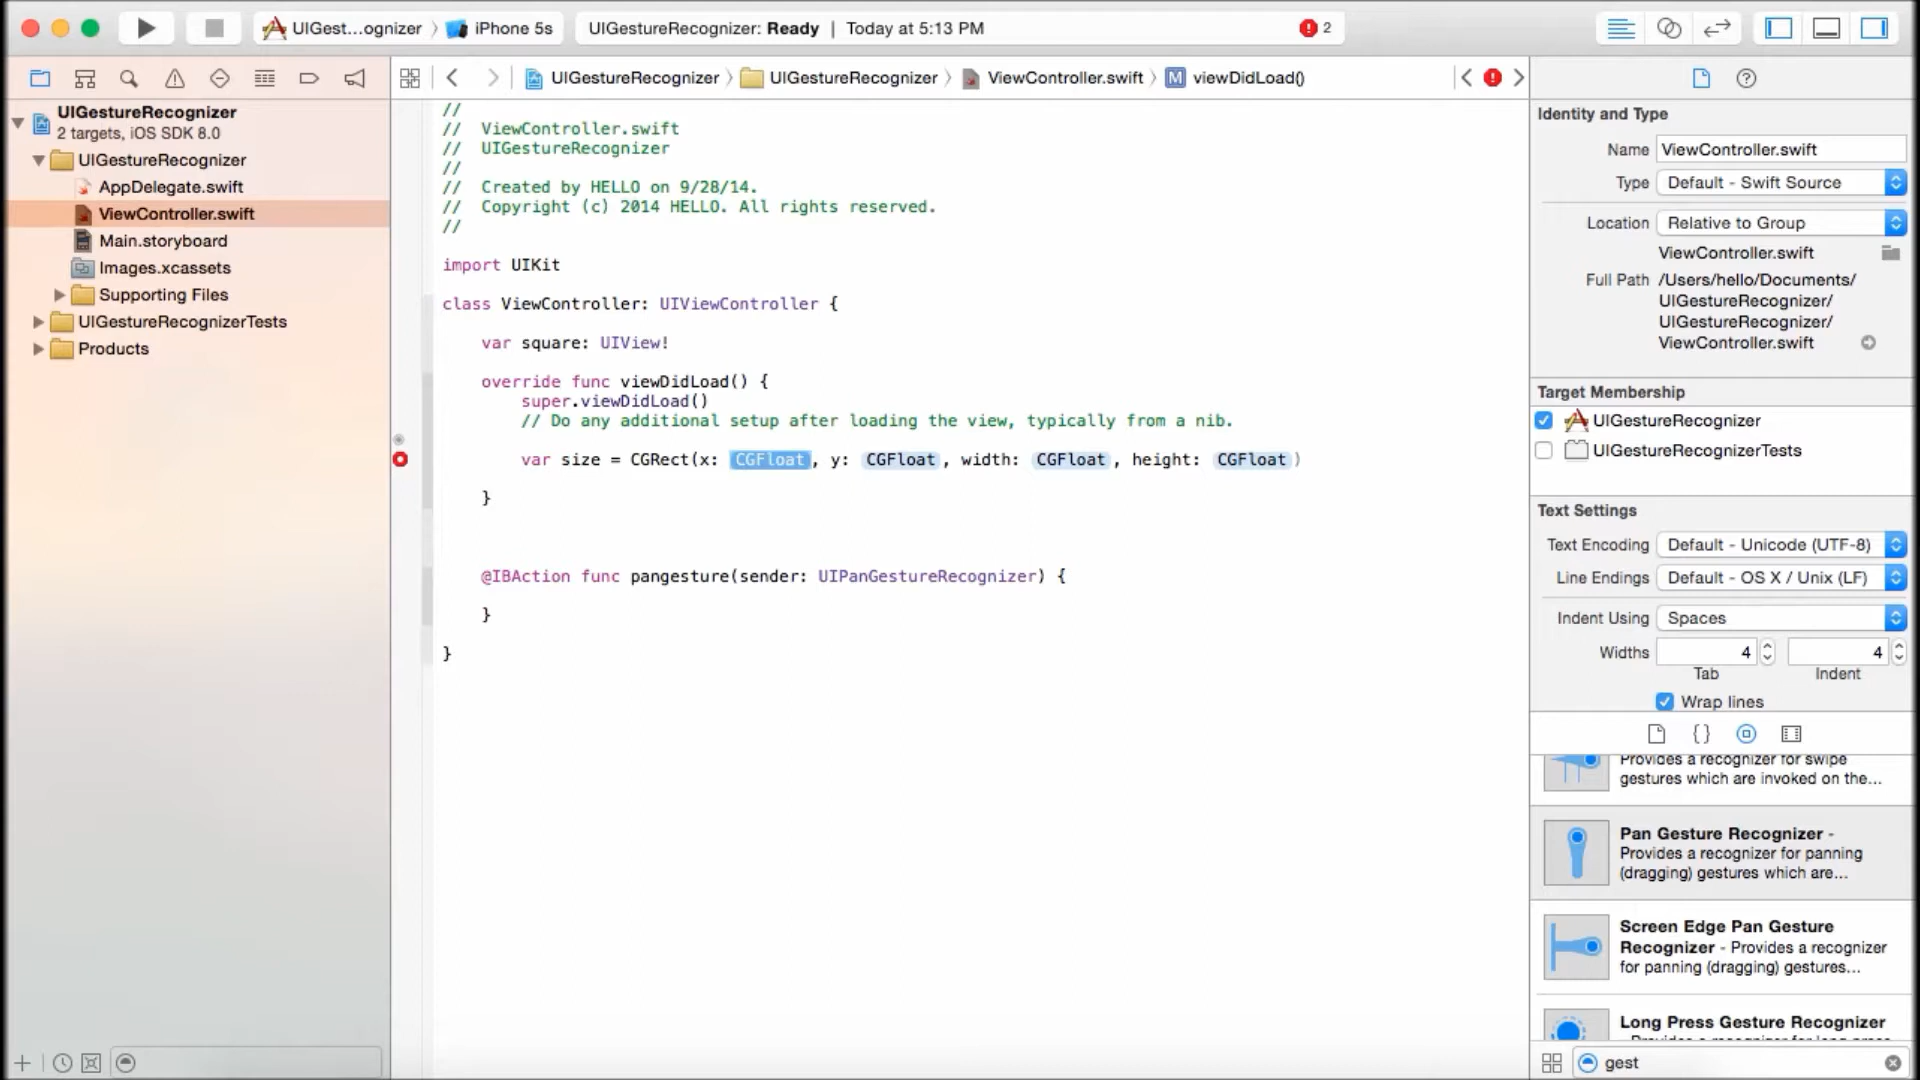 UIGest...ognizer
iPhone 5s
UIGestureRecognizer: Ready | Today at 5:13 PM
2
UIGestureRecognizer
UIGestureRecognizer
ViewController.swift
M viewDidLoad()
UIGestureRecognizer
2 targets, iOS SDK 8.0
UIGestureRecognizer
AppDelegate.swift
ViewController.swift
Main.storyboard
Images.xcassets
Supporting Files
UIGestureRecognizerTests
Products
//
//  ViewController.swift
//  UIGestureRecognizer
//
//  Created by HELLO on 9/28/14.
//  Copyright (c) 2014 HELLO. All rights reserved.
//
import UIKit
class ViewController: UIViewController {
var square: UIView!
override func viewDidLoad() {
super.viewDidLoad()
// Do any additional setup after loading the view, typically from a nib.
var size = CGRect(x: CGFloat, y: CGFloat, width: CGFloat, height: CGFloat)
}
@IBAction func pangesture(sender: UIPanGestureRecognizer) {
}
}
Identity and Type
Name ViewController.swift
Type Default - Swift Source
Location Relative to Group
ViewController.swift
Full Path /Users/hello/Documents/
UIGestureRecognizer/
UIGestureRecognizer/
ViewController.swift
Target Membership
UIGestureRecognizer
UIGestureRecognizerTests
Text Settings
Text Encoding Default - Unicode (UTF-8)
Line Endings Default - OS X / Unix (LF)
Indent Using Spaces
Widths 4 4
Tab Indent
Wrap lines
Provides a recognizer for swipe
gestures which are invoked on the...
Pan Gesture Recognizer -
Provides a recognizer for panning
(dragging) gestures which are...
Screen Edge Pan Gesture
Recognizer - Provides a recognizer
for panning (dragging) gestures...
Long Press Gesture Recognizer
gest